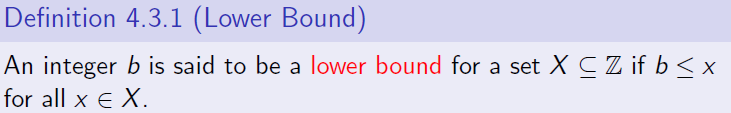 Definition 4.3.1 (Lower Bound)
An integer b is said to be a lower bound for a set X ⊆ ℤ if b ≤ x
for all x ∈ X.